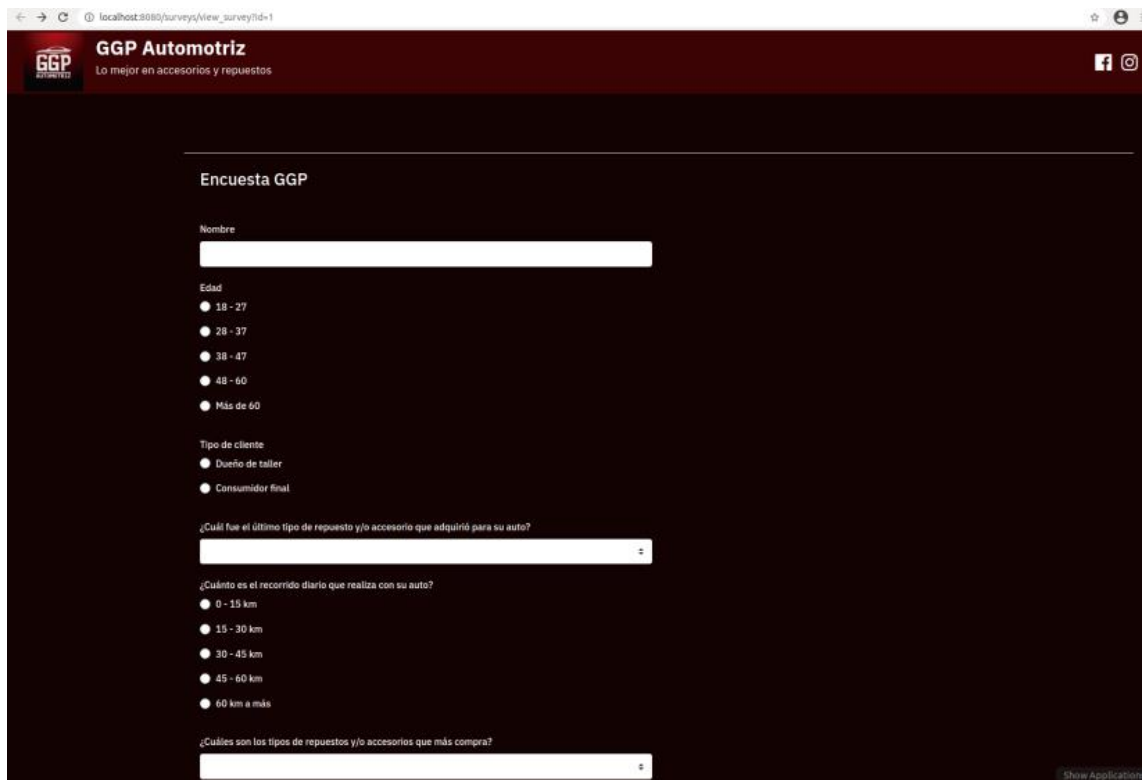 localhost:8080/surveys/view_survey?id=1
GGP
AUTOMOTRIZ
GGP Automotriz
Lo mejor en accesorios y repuestos
Encuesta GGP
Nombre
Edad
18 - 27
28 - 37
38 - 47
48 - 60
Más de 60
Tipo de cliente
Dueño de taller
Consumidor final
¿Cuál fue el último tipo de repuesto y/o accesorio que adquirió para su auto?
¿Cuánto es el recorrido diario que realiza con su auto?
0 - 15 km
15 - 30 km
30 - 45 km
45 - 60 km
60 km a más
¿Cuáles son los tipos de repuestos y/o accesorios que más compra?
Show Application